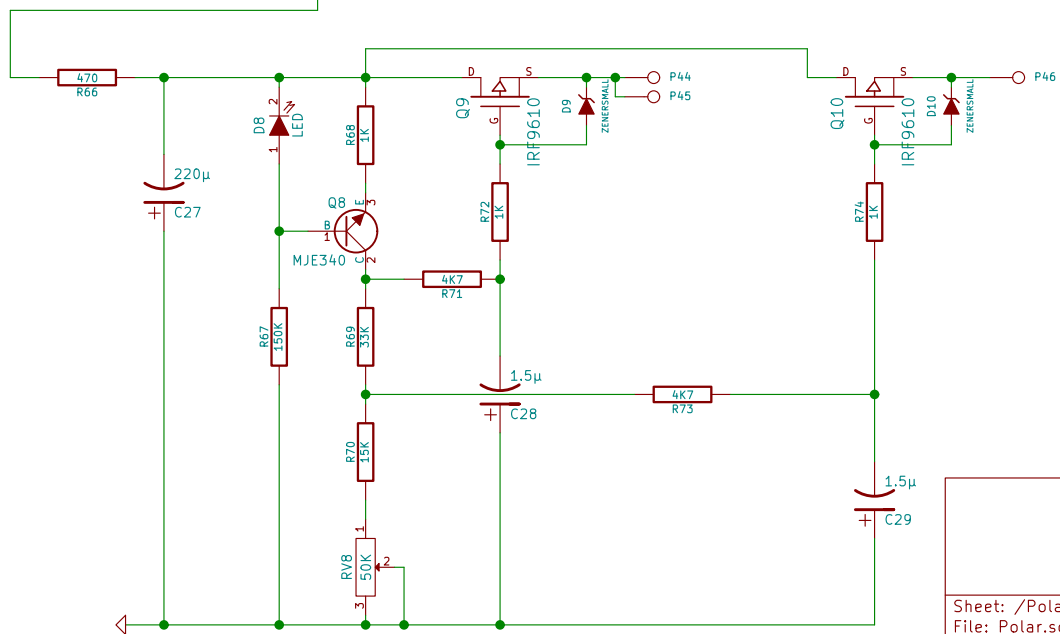 470
R66
D S
P44
P45
D S
P46
2
D8
LED
1
R68
1K
Q9
G
IRF9610
D9
ZENERSMALL
Q10
G
IRF9610
D10
ZENERSMALL
220µ
+ C27
Q8
E
3
B
1
MJE340
C
2
R72
1K
R74
1K
4K7
R71
R67
150K
R69
33K
1.5µ
+ C28
4K7
R73
R70
15K
1.5µ
+ C29
1
RV8
50K
2
3
Sheet: /Pola
File: Polar.s